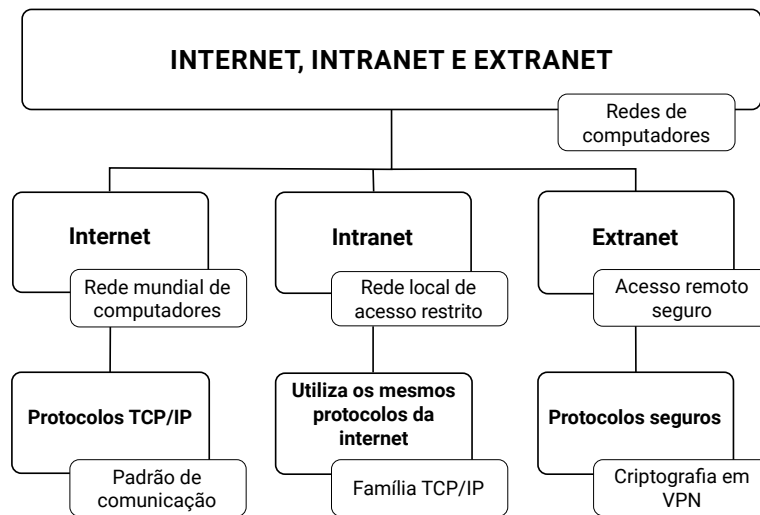 INTERNET, INTRANET E EXTRANET
Redes de
computadores
Internet
Rede mundial de
computadores
Intranet
Rede local de
acesso restrito
Extranet
Acesso remoto
seguro
Protocolos TCP/IP
Padrão de
comunicação
Utiliza os mesmos
protocolos da
internet
Família TCP/IP
Protocolos seguros
Criptografia em
VPN